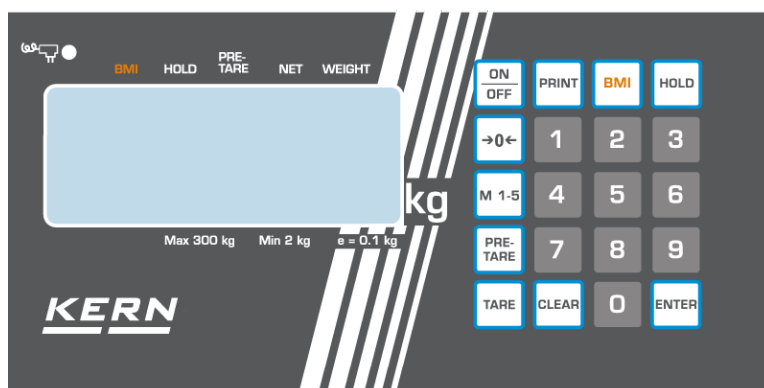 BMI HOLD PRE-TARE NET WEIGHT
kg
Max 300 kg Min 2 kg e = 0.1 kg
KERN
ON
OFF PRINT BMI HOLD
→0← 1 2 3
M 1-5 4 5 6
PRE-
TARE 7 8 9
TARE CLEAR 0 ENTER